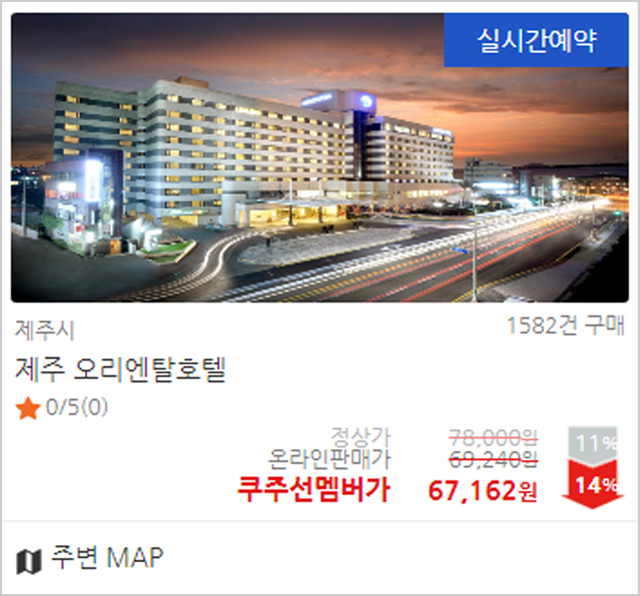 실시간예약
제주시 1582건 구매
제주 오리엔탈호텔
0/5(0)
정상가 78,000원 11%
온라인판매가 69,240원
쿠주선멤버가 67,162원 14%
주변 MAP